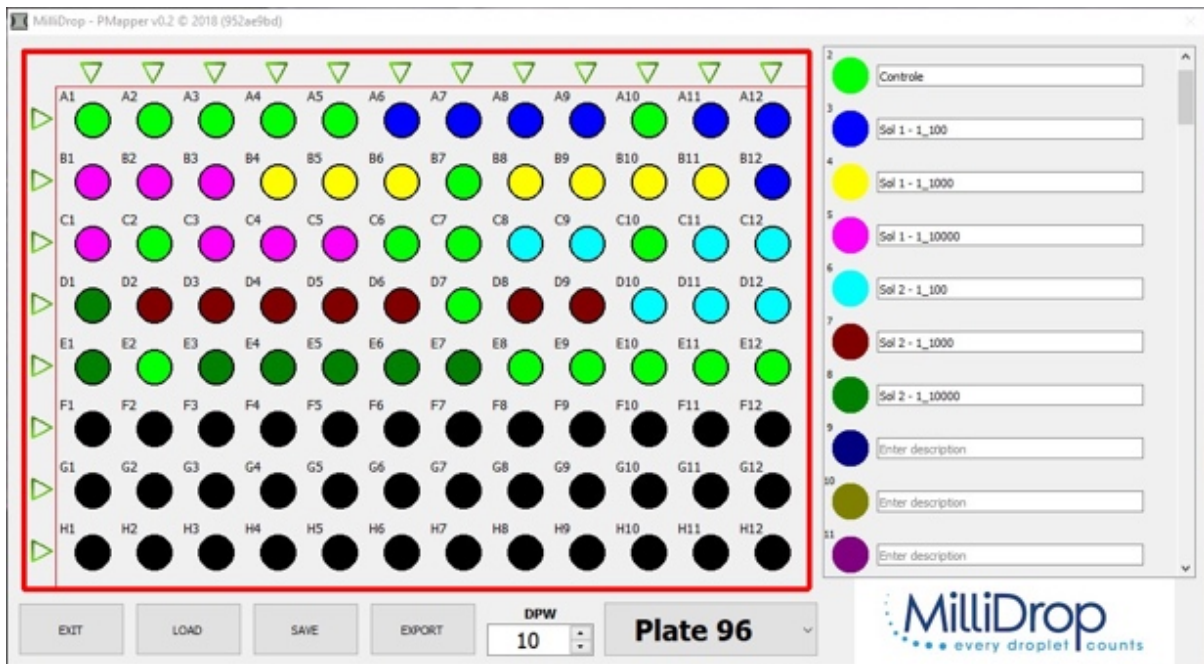 MilliDrop - PMapper v0.2 © 2018 (952ae9bd)
A1 A2 A3 A4 A5 A6 A7 A8 A9 A10 A11 A12
B1 B2 B3 B4 B5 B6 B7 B8 B9 B10 B11 B12
C1 C2 C3 C4 C5 C6 C7 C8 C9 C10 C11 C12
D1 D2 D3 D4 D5 D6 D7 D8 D9 D10 D11 D12
E1 E2 E3 E4 E5 E6 E7 E8 E9 E10 E11 E12
F1 F2 F3 F4 F5 F6 F7 F8 F9 F10 F11 F12
G1 G2 G3 G4 G5 G6 G7 G8 G9 G10 G11 G12
H1 H2 H3 H4 H5 H6 H7 H8 H9 H10 H11 H12
2 Controle
3 Sol 1 - 1_100
4 Sol 1 - 1_1000
5 Sol 1 - 1_10000
6 Sol 2 - 1_100
7 Sol 2 - 1_1000
8 Sol 2 - 1_10000
9 Enter description
10 Enter description
11 Enter description
EXIT LOAD SAVE EXPORT
DPW
10
Plate 96
MilliDrop
every droplet counts